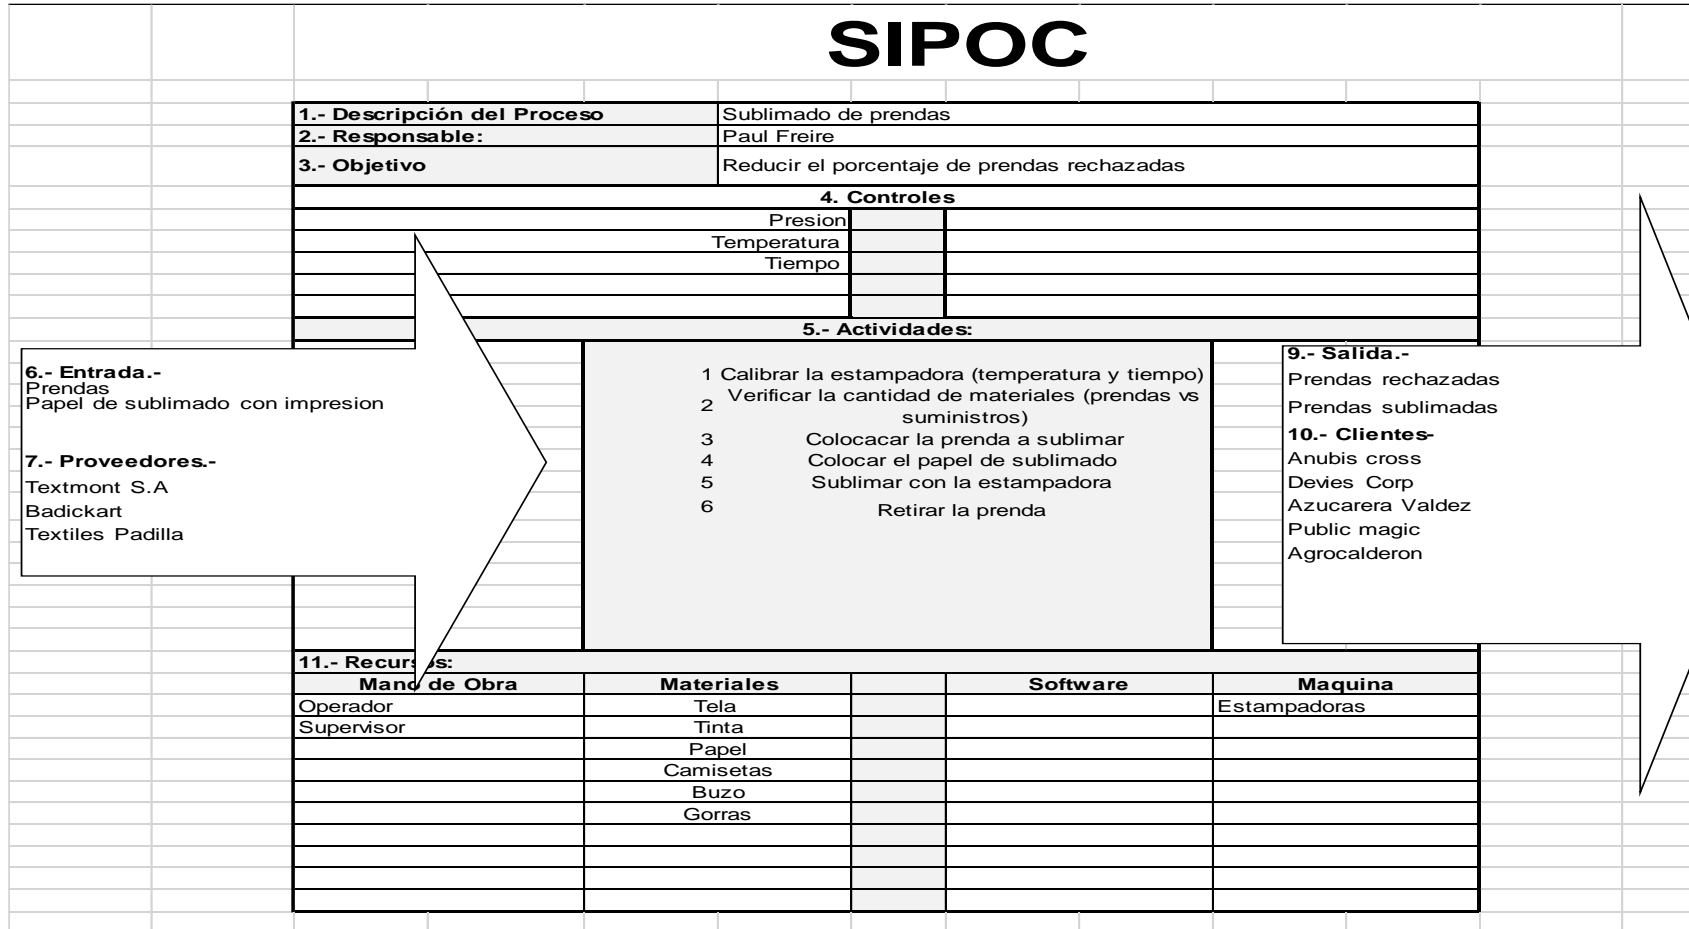 SIPOC
1.- Descripción del Proceso Sublimado de prendas
2.- Responsable: Paul Freire
3.- Objetivo Reducir el porcentaje de prendas rechazadas
4. Controles
Presion
Temperatura
Tiempo
5.- Actividades:
6.- Entrada.-
Prendas
Papel de sublimado con impresion
7.- Proveedores.-
Textmont S.A
Badickart
Textiles Padilla
1 Calibrar la estampadora (temperatura y tiempo)
2 Verificar la cantidad de materiales (prendas vs
suministros)
3 Colocacar la prenda a sublimar
4 Colocar el papel de sublimado
5 Sublimar con la estampadora
6 Retirar la prenda
9.- Salida.-
Prendas rechazadas
Prendas sublimadas
10.- Clientes-
Anubis cross
Devies Corp
Azucarera Valdez
Public magic
Agrocalderon
11.- Recursos:
Mano de Obra Materiales Software Maquina
Operador Tela Estampadoras
Supervisor Tinta
Papel
Camisetas
Buzo
Gorras